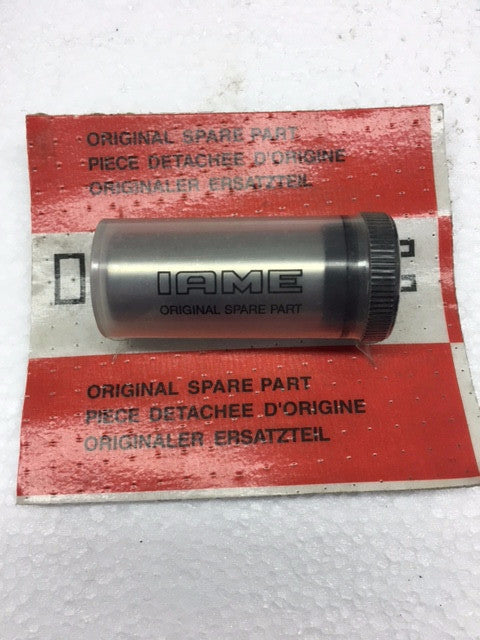 ORIGINAL SPARE PART
PIECE DETACHEE D'ORIGINE
ORIGINALER ERSATZTEIL
IAME
ORIGINAL SPARE PART
ORIGINAL SPARE PART
PIECE DETACHEE D'ORIGINE
ORIGINALER ERSATZTEIL